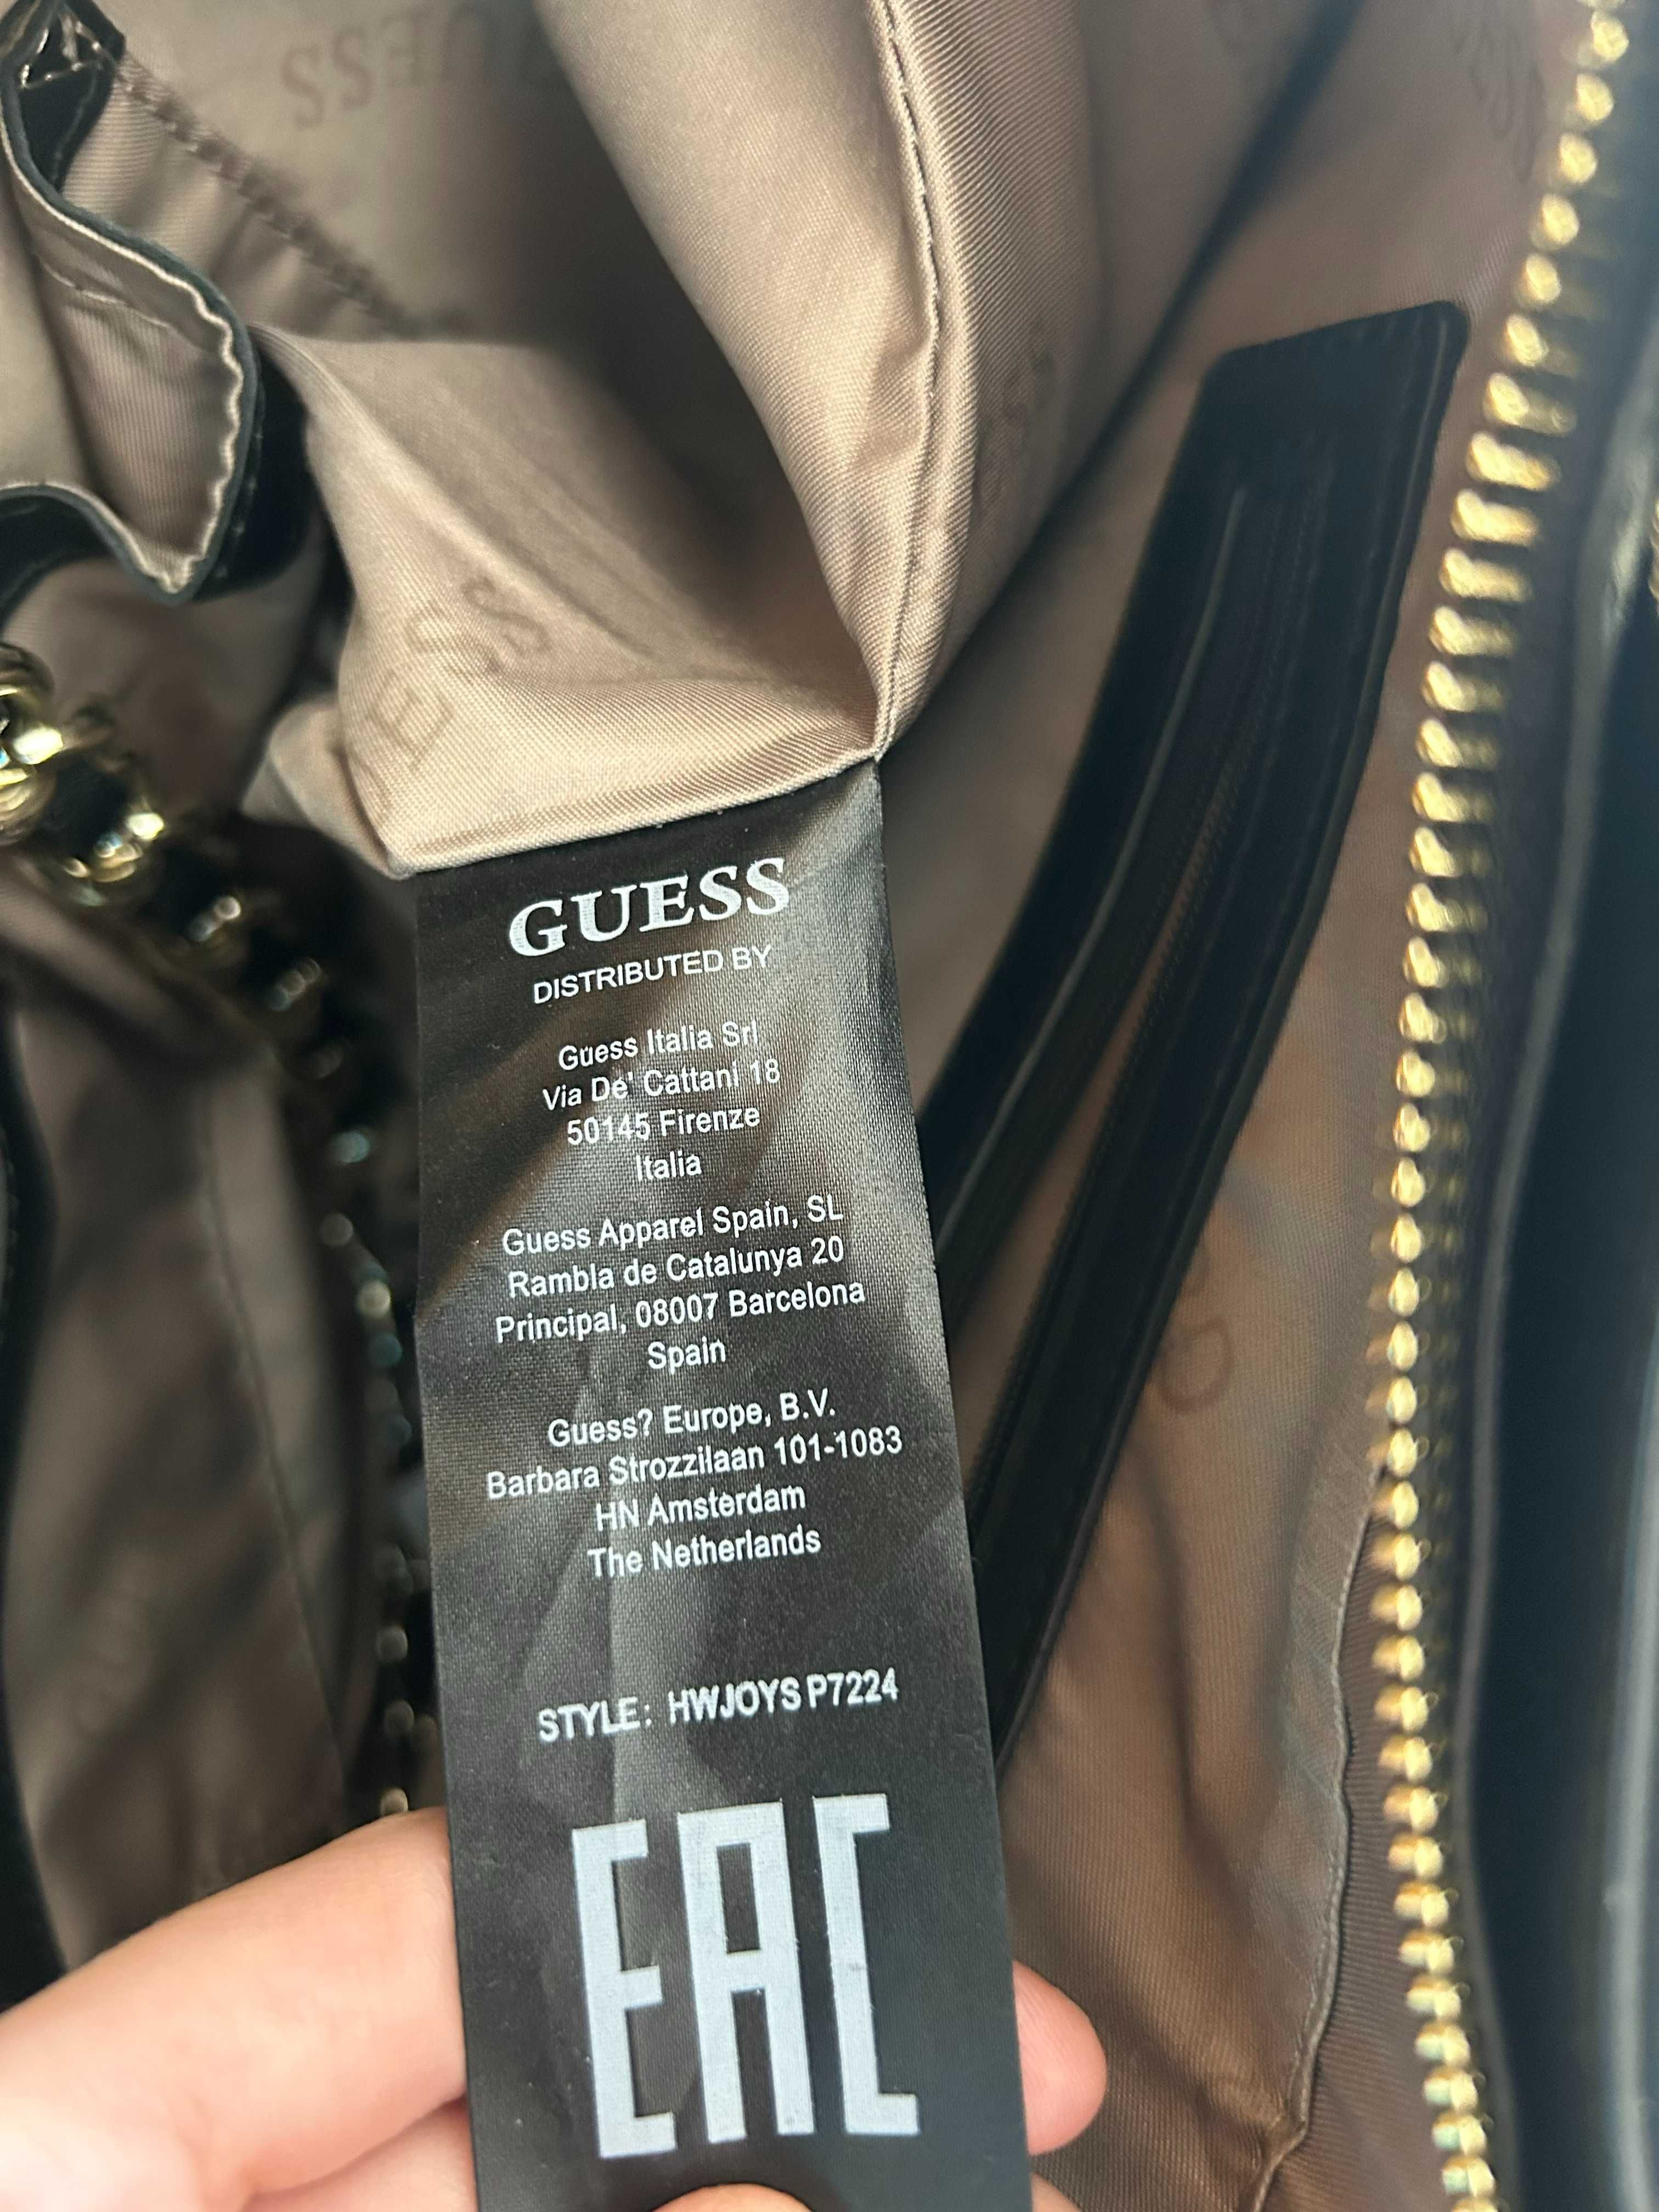 GUESS
GUESS
DISTRIBUTED BY
Guess Italia Srl
Via De' Cattani 18
50145 Firenze
Italia
Guess Apparel Spain, SL
Rambla de Catalunya 20
Principal, 08007 Barcelona
Spain
Guess? Europe, B.V.
Barbara Strozzilaan 101-1083
HN Amsterdam
The Netherlands
STYLE: HWJOYS P7224
EAC